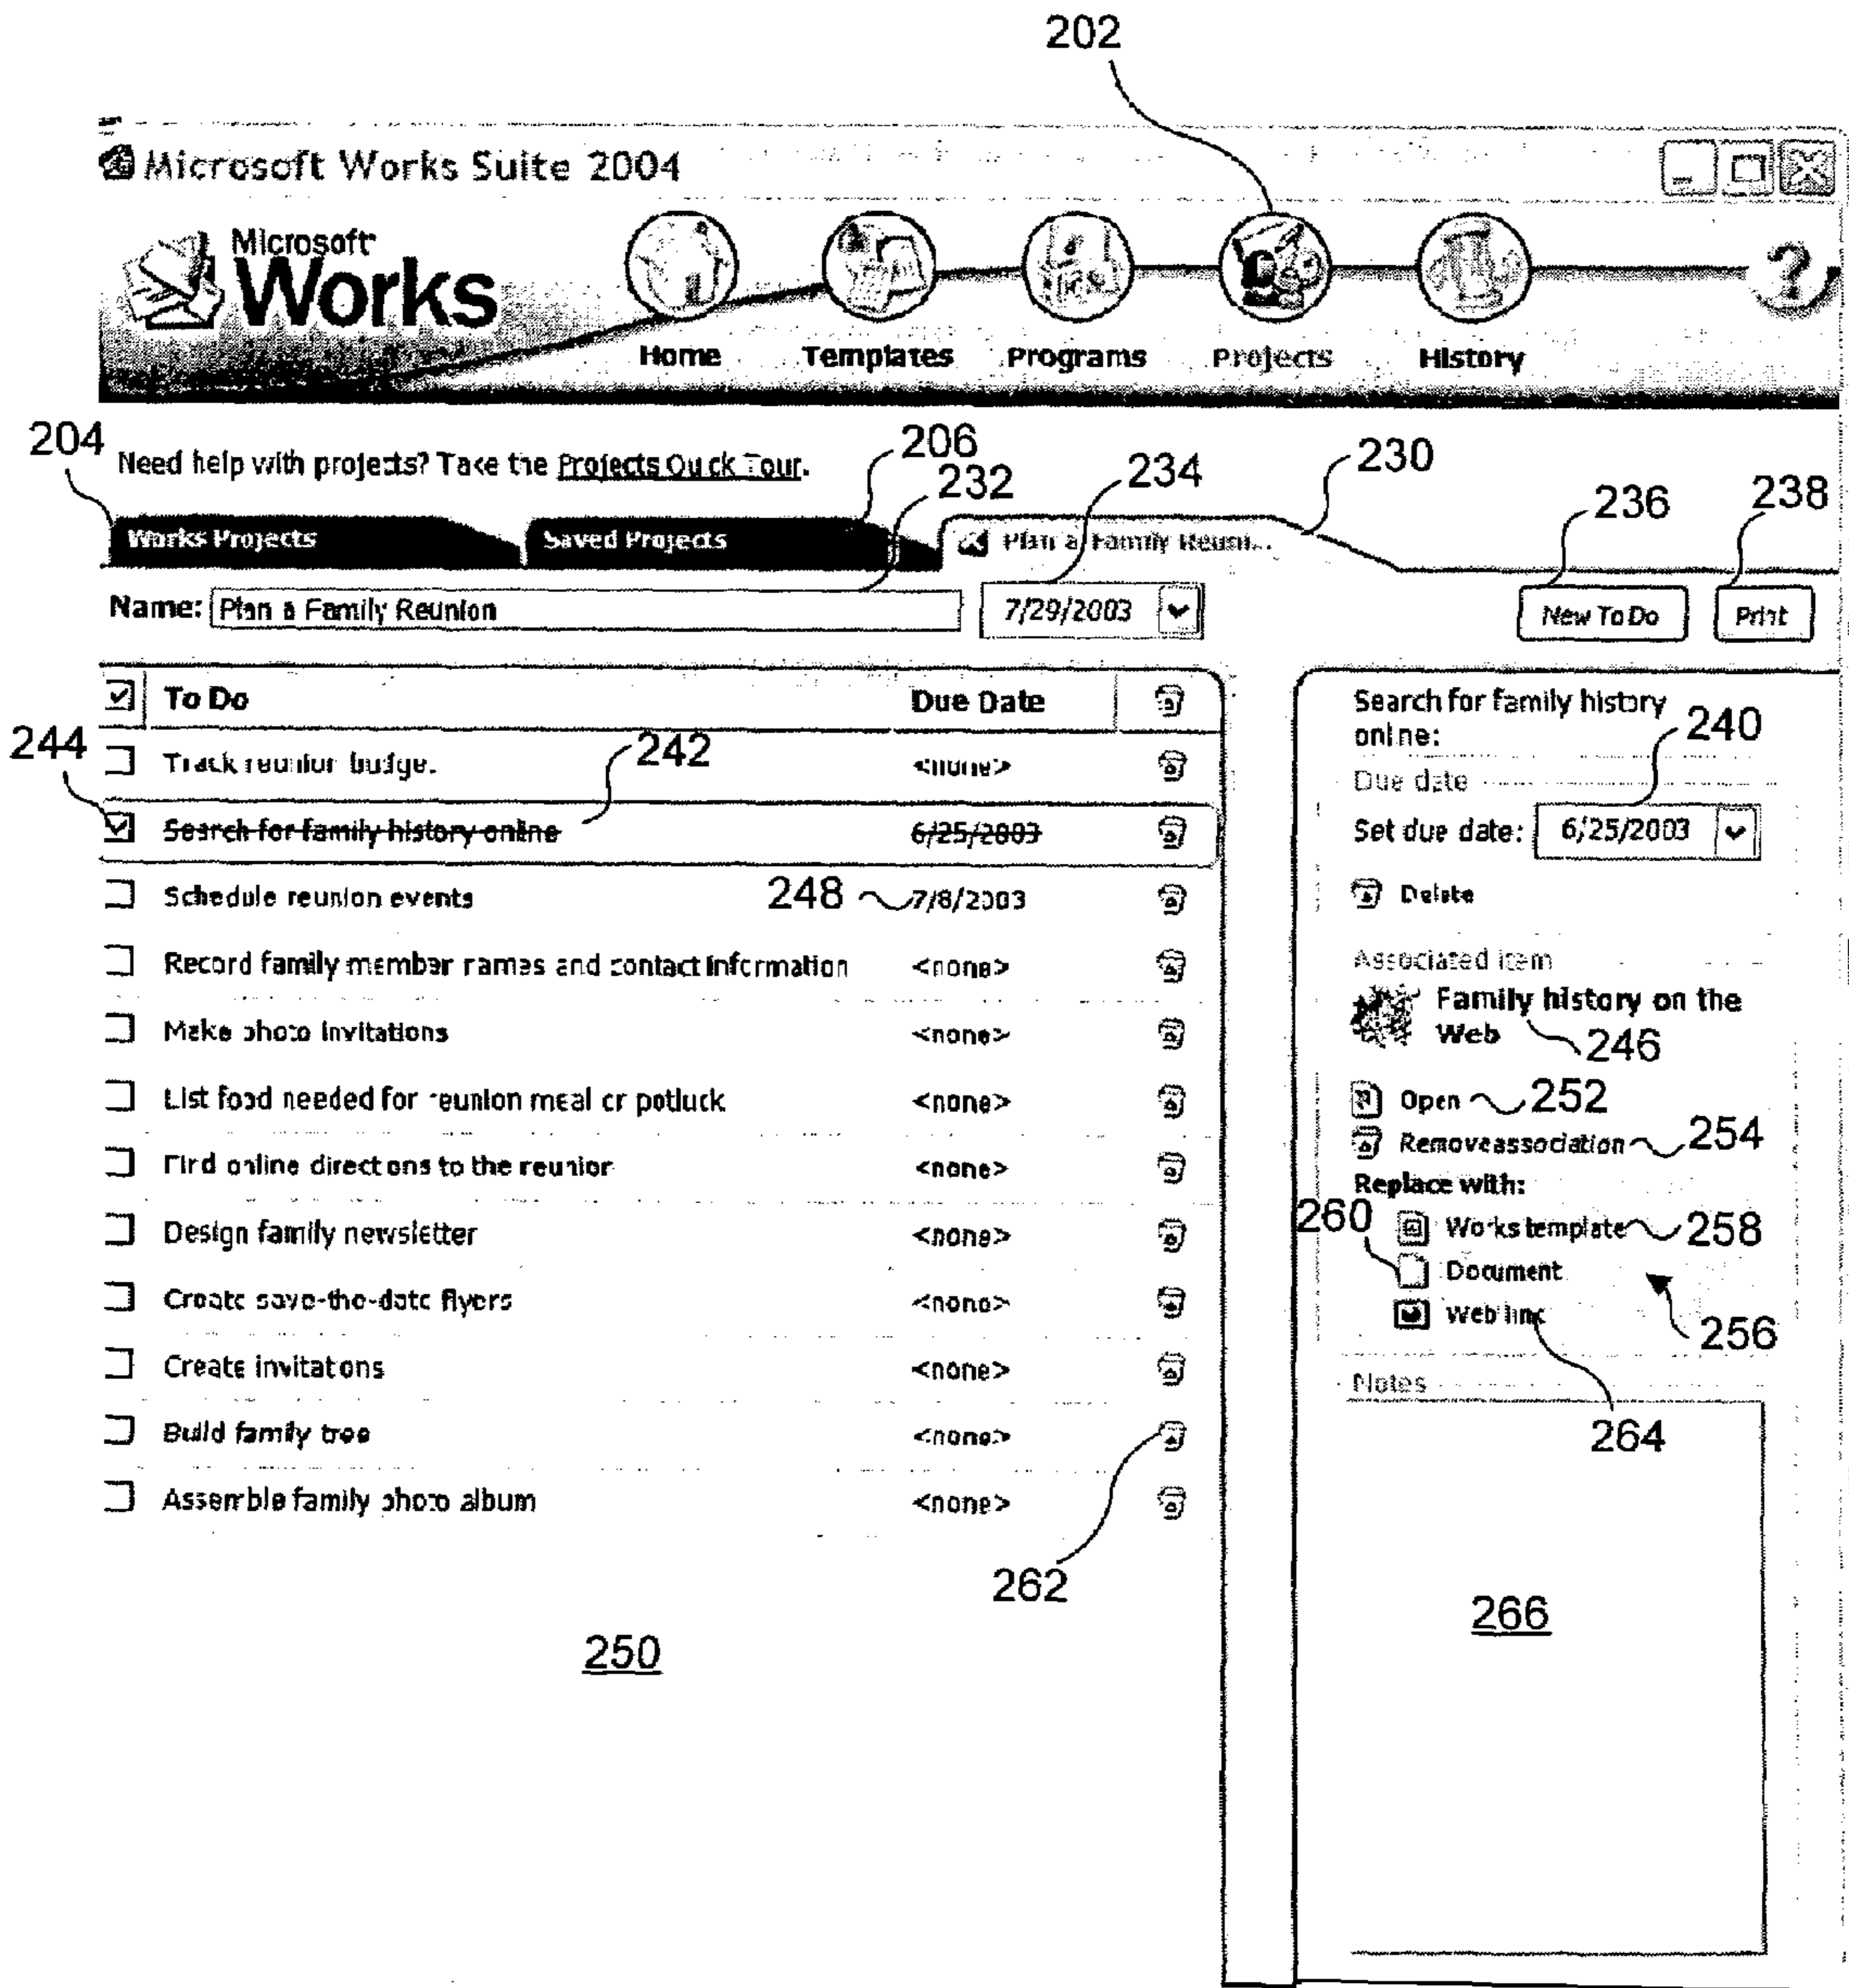 202
Microsoft Works Suite 2004
Microsoft
Works
Home Templates Programs Projects History ?
204 206 230
Need help with projects? Take the Projects Quick Tour.
232 234 236 238
Works Projects Saved Projects Plan a Family Reuni...
Name: Plan a Family Reunion 7/29/2003 New To Do Print
To Do Due Date
244 242
Track reunion budget <none>
Search for family history online 6/25/2003
Schedule reunion events 248 7/8/2003
Record family member names and contact information <none>
Make photo invitations <none>
List food needed for reunion meal or potluck <none>
Find online directions to the reunion <none>
Design family newsletter <none>
Create save-the-date flyers <none>
Create invitations <none>
Build family tree <none>
Assemble family photo album <none>
262
250
Search for family history
online:
240
Due date
Set due date: 6/25/2003
Delete
Associated item
Family history on the
Web 246
Open 252
Remove association 254
Replace with:
260 Works template 258
Document
Web link 256
Notes
264
266